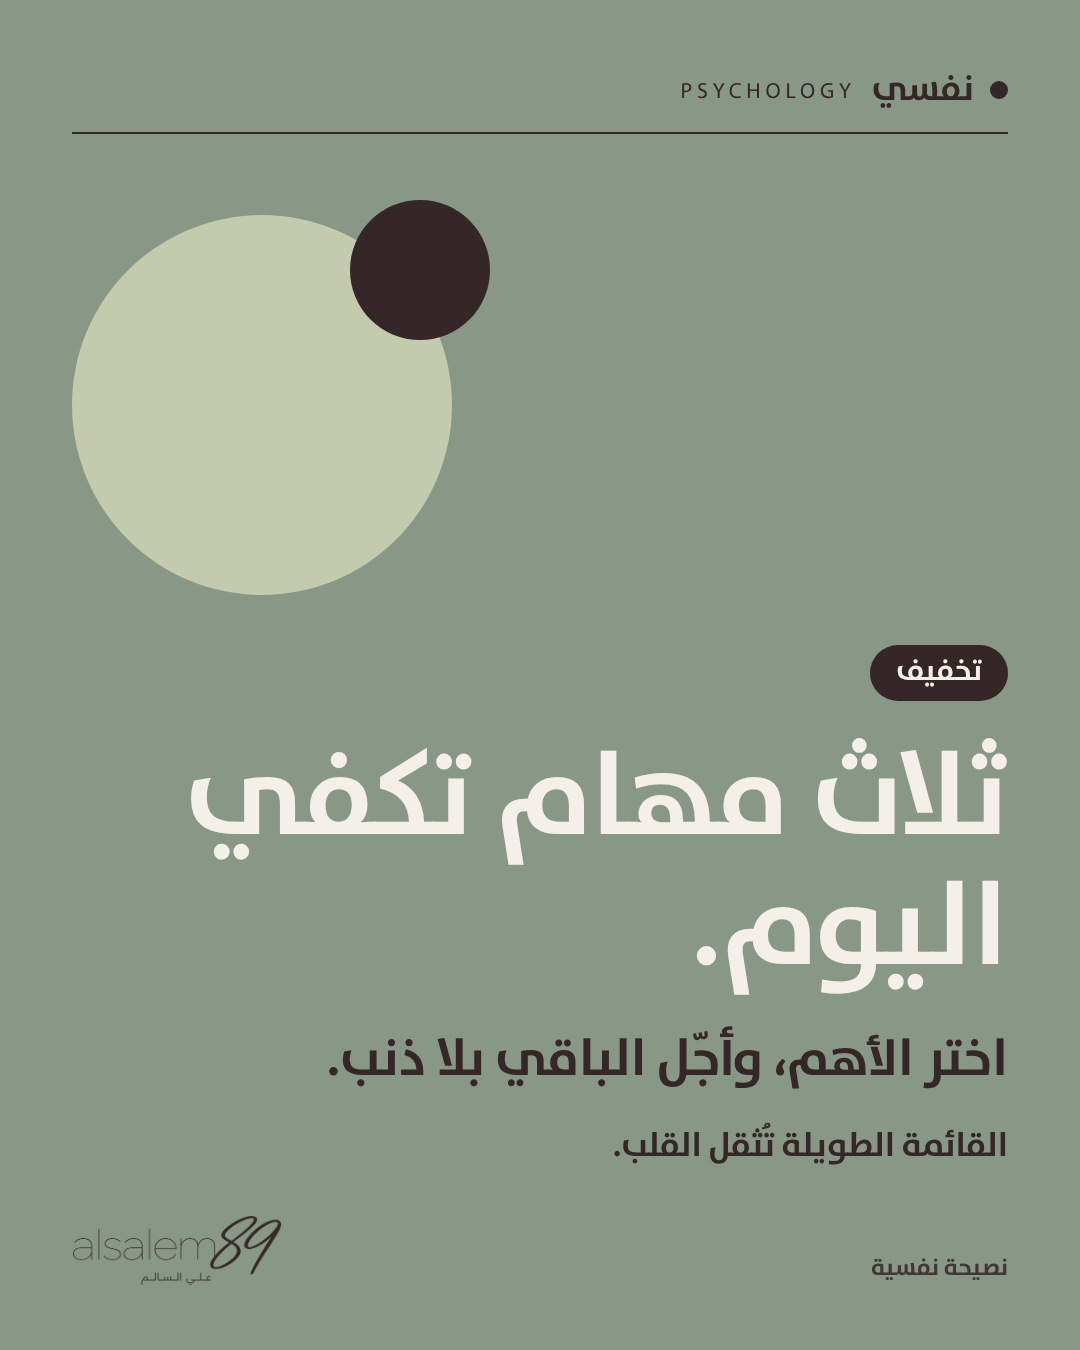 نفسي PSYCHOLOGY
تخفيف
ثلاث مهام تكفي
اليوم.
اختر الأهم، وأجّل الباقي بلا ذنب.
القائمة الطويلة تُثقل القلب.
نصيحة نفسية
alsalem89
علي السالم